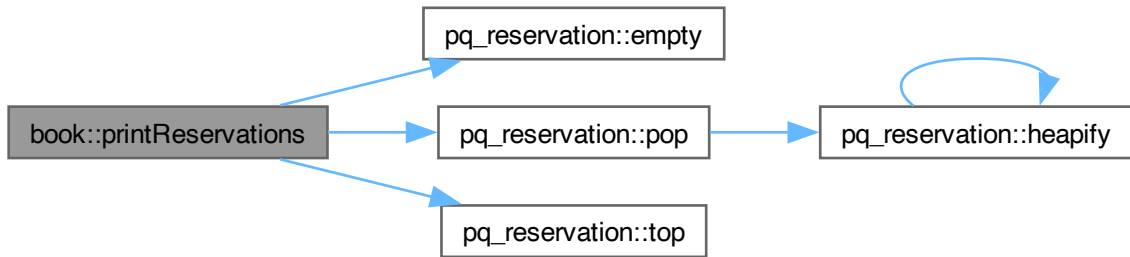 pq_reservation::empty
book::printReservations
pq_reservation::pop
pq_reservation::heapify
pq_reservation::top